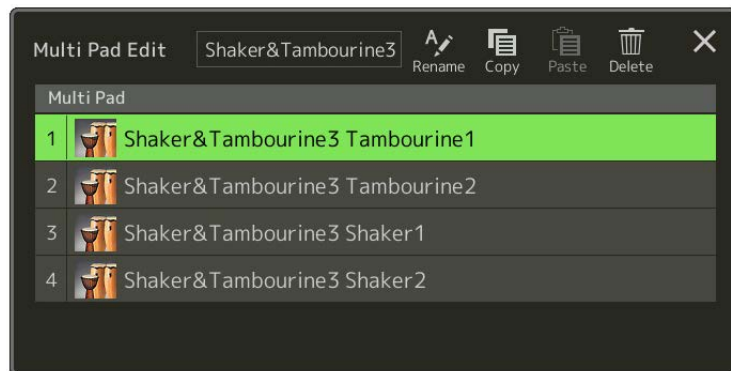 Multi Pad Edit Shaker&Tambourine3 Rename Copy Paste Delete
Multi Pad
1 Shaker&Tambourine3 Tambourine1
2 Shaker&Tambourine3 Tambourine2
3 Shaker&Tambourine3 Shaker1
4 Shaker&Tambourine3 Shaker2